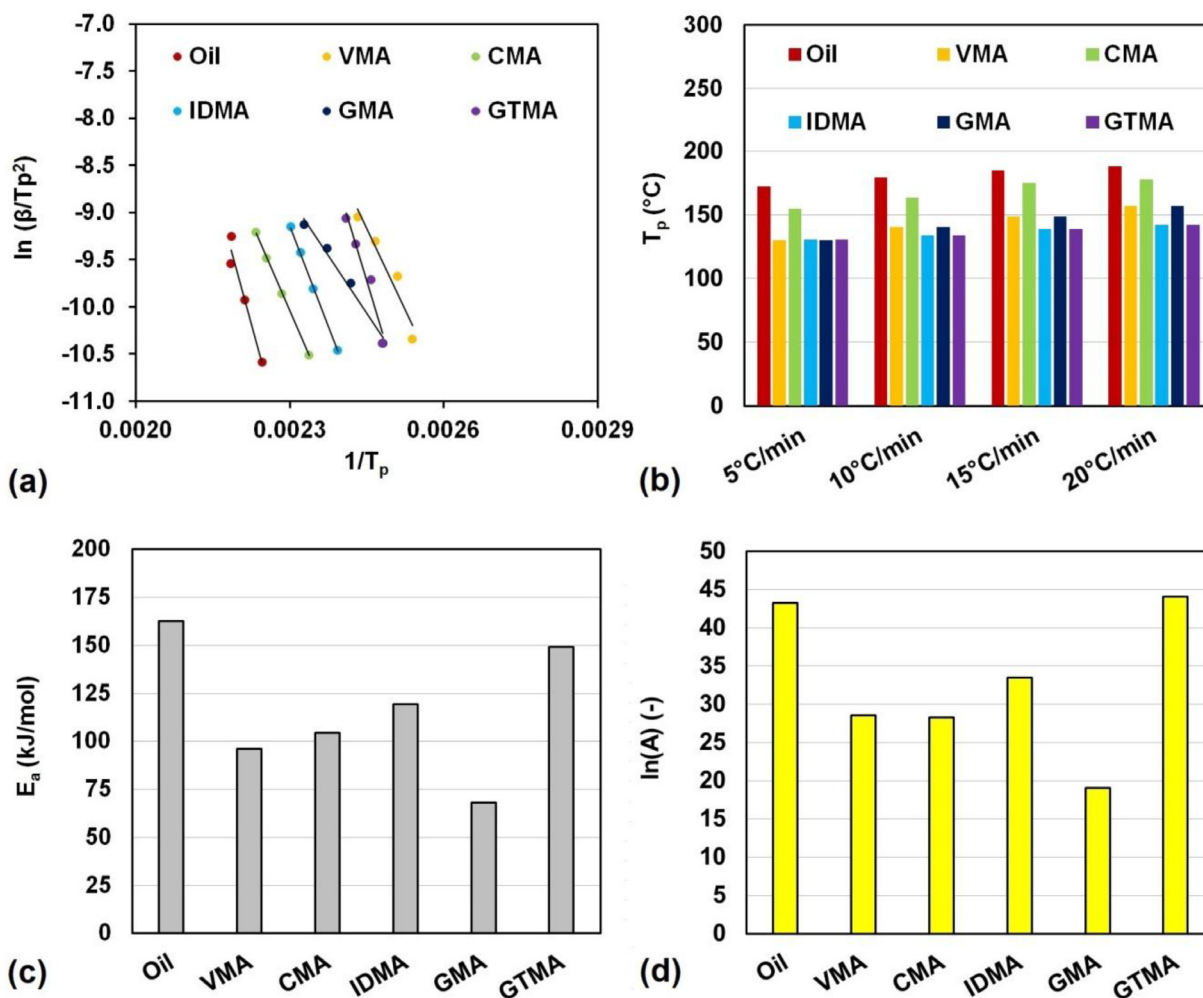 ln (β/Tp²)
-7.0
-7.5
-8.0
-8.5
-9.0
-9.5
-10.0
-10.5
-11.0
Oil VMA CMA
IDMA GMA GTMA
0.0020 0.0023 0.0026 0.0029
1/Tp
(a)
Tp (°C)
300
250
200
150
100
50
0
Oil VMA CMA
IDMA GMA GTMA
5°C/min 10°C/min 15°C/min 20°C/min
(b)
Ea (kJ/mol)
200
175
150
125
100
75
50
25
0
Oil VMA CMA IDMA GMA GTMA
(c)
ln(A) (-)
50
45
40
35
30
25
20
15
10
5
0
Oil VMA CMA IDMA GMA GTMA
(d)